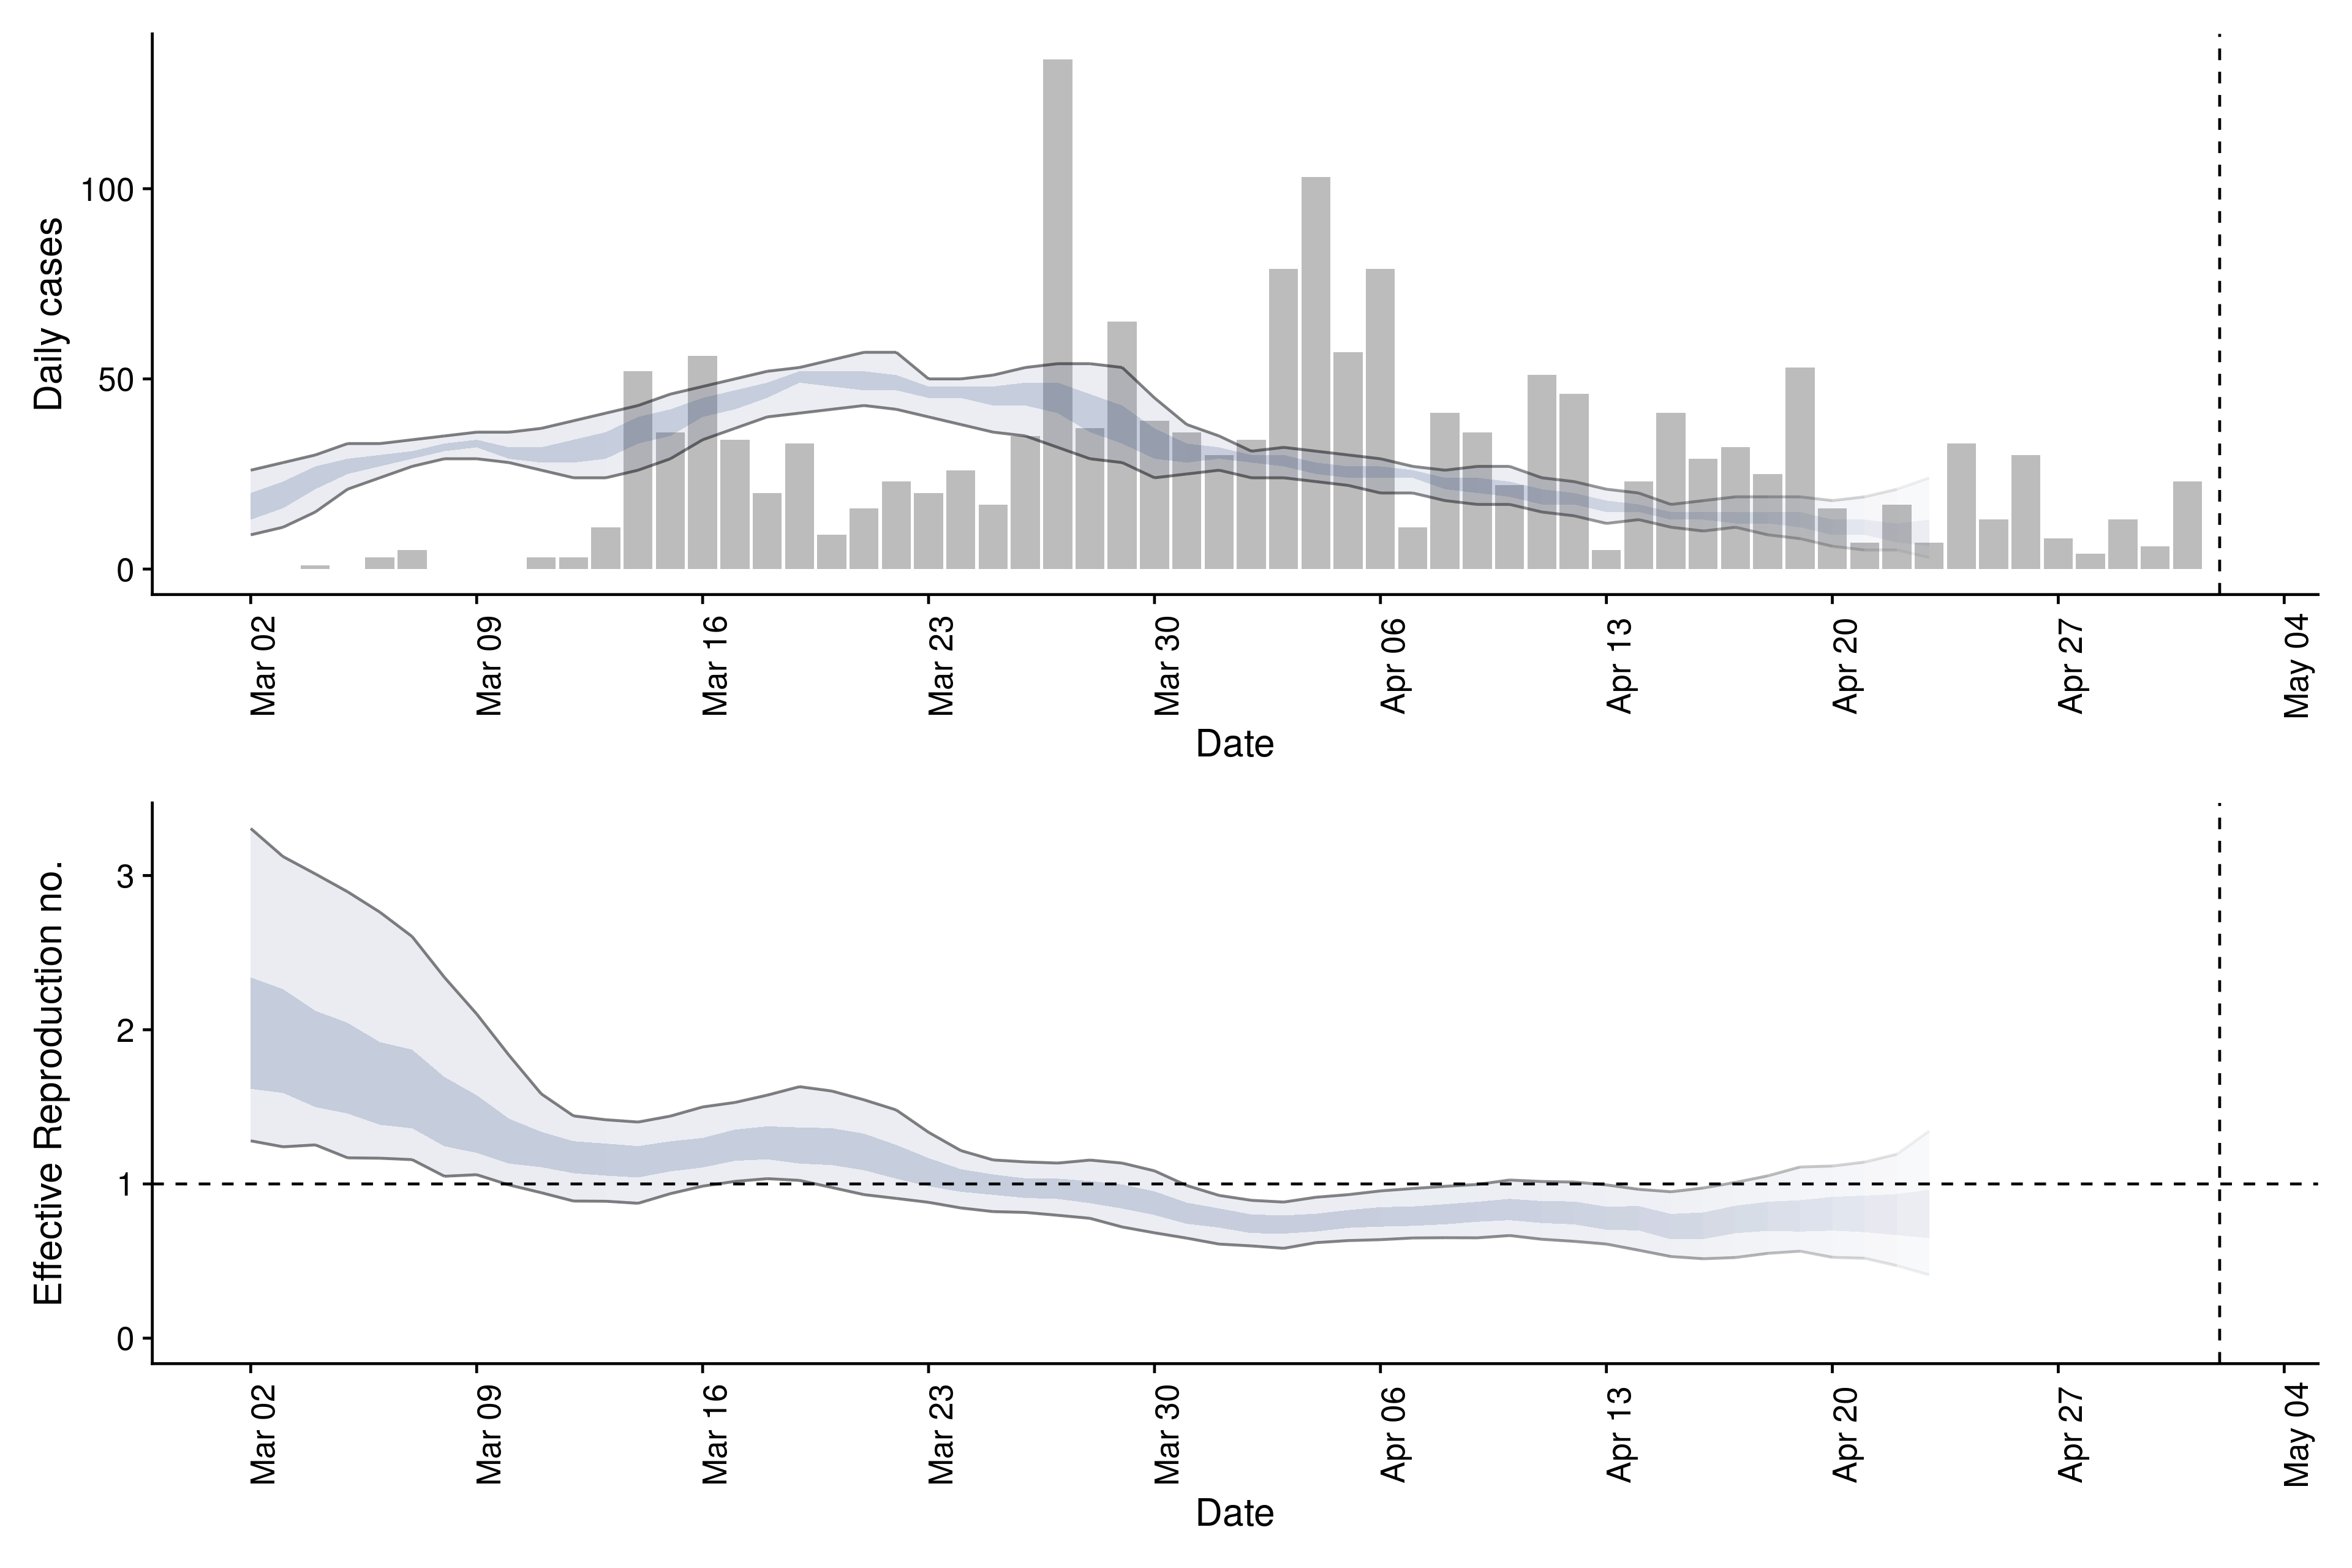 Daily cases
100
50
0
Mar 02
Mar 09
Mar 16
Mar 23
Mar 30
Apr 06
Apr 13
Apr 20
Apr 27
May 04
Date
Effective Reproduction no.
3
2
1
0
Mar 02
Mar 09
Mar 16
Mar 23
Mar 30
Apr 06
Apr 13
Apr 20
Apr 27
May 04
Date